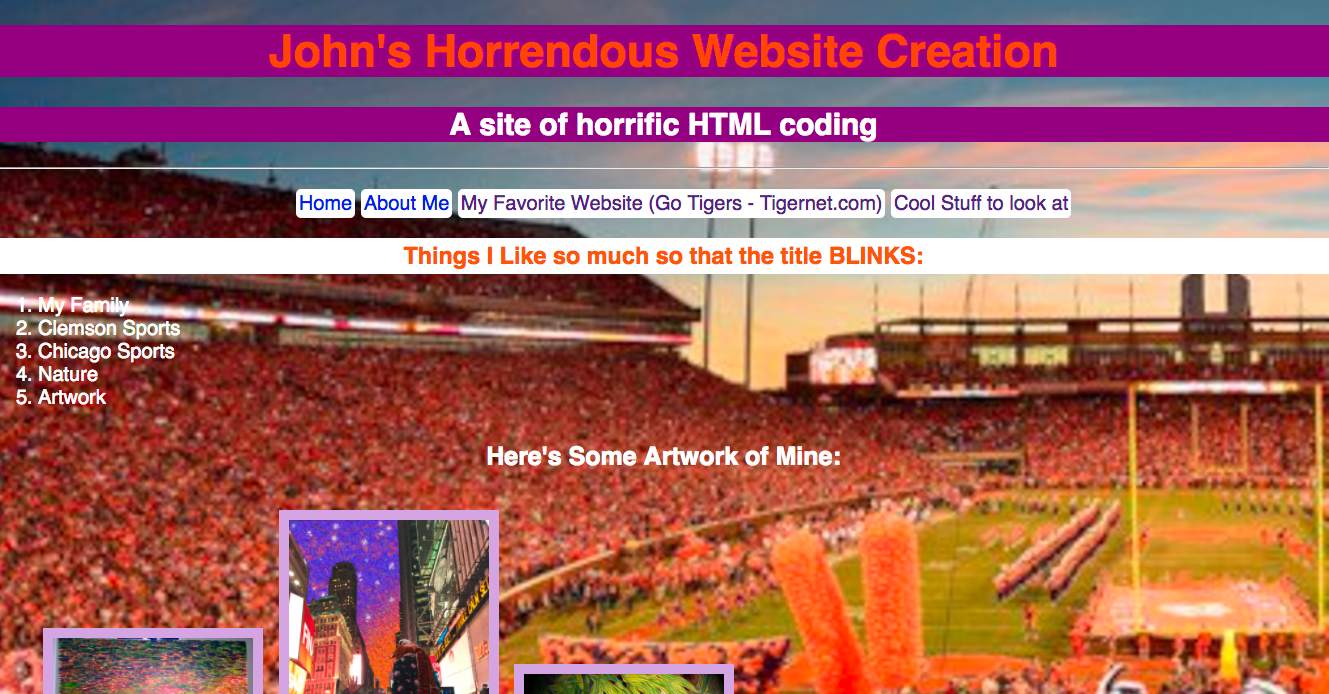 John's Horrendous Website Creation
A site of horrific HTML coding
Home About Me My Favorite Website (Go Tigers - Tigernet.com) Cool Stuff to look at
Things I Like so much so that the title BLINKS:
1. My Family
2. Clemson Sports
3. Chicago Sports
4. Nature
5. Artwork
Here's Some Artwork of Mine: